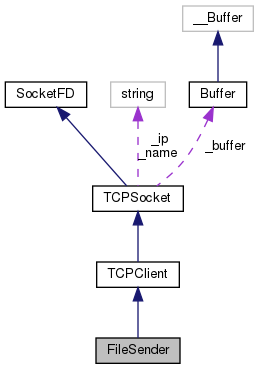 __Buffer
SocketFD
string
Buffer
_ip
_name
_buffer
TCPSocket
TCPClient
FileSender